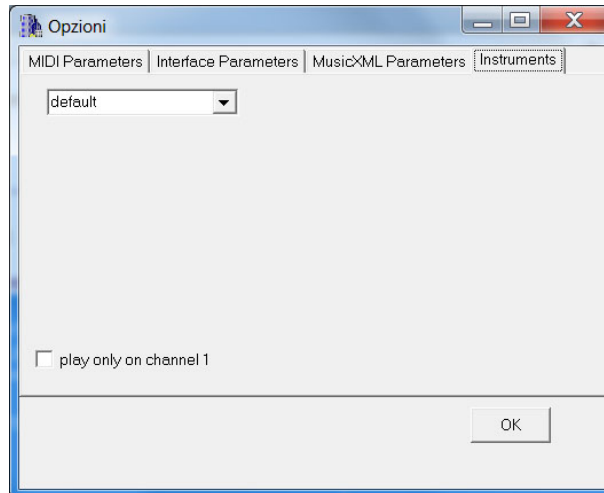 Opzioni
MIDI Parameters Interface Parameters MusicXML Parameters Instruments
default
play only on channel 1
OK